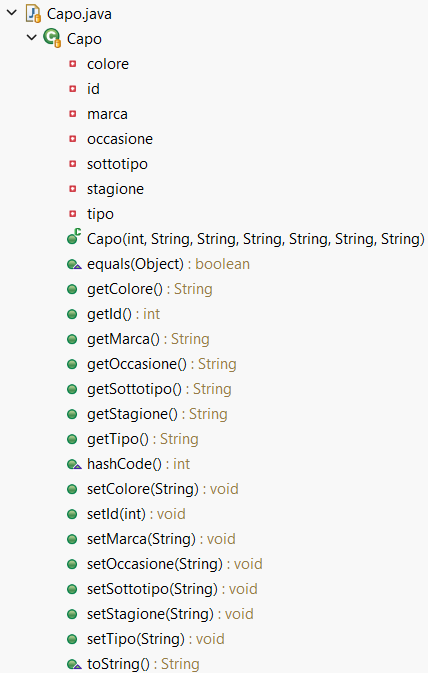 Capo.java
Capo
colore
id
marca
occasione
sottotipo
stagione
tipo
Capo(int, String, String, String, String, String, String)
equals(Object) : boolean
getColore() : String
getId() : int
getMarca() : String
getOccasione() : String
getSottotipo() : String
getStagione() : String
getTipo() : String
hashCode() : int
setColore(String) : void
setId(int) : void
setMarca(String) : void
setOccasione(String) : void
setSottotipo(String) : void
setStagione(String) : void
setTipo(String) : void
toString() : String